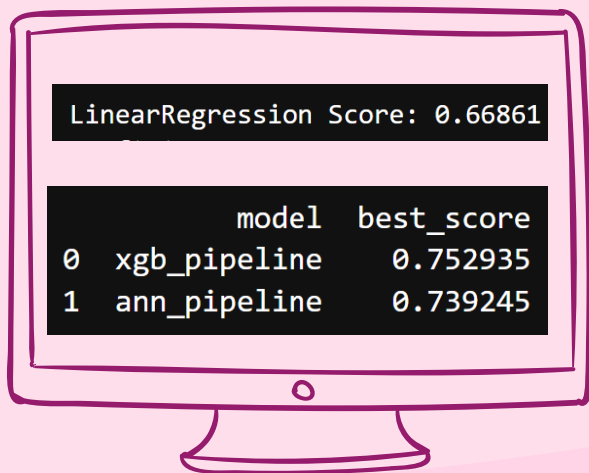 LinearRegression Score: 0.66861
model best_score
0 xgb_pipeline 0.752935
1 ann_pipeline 0.739245